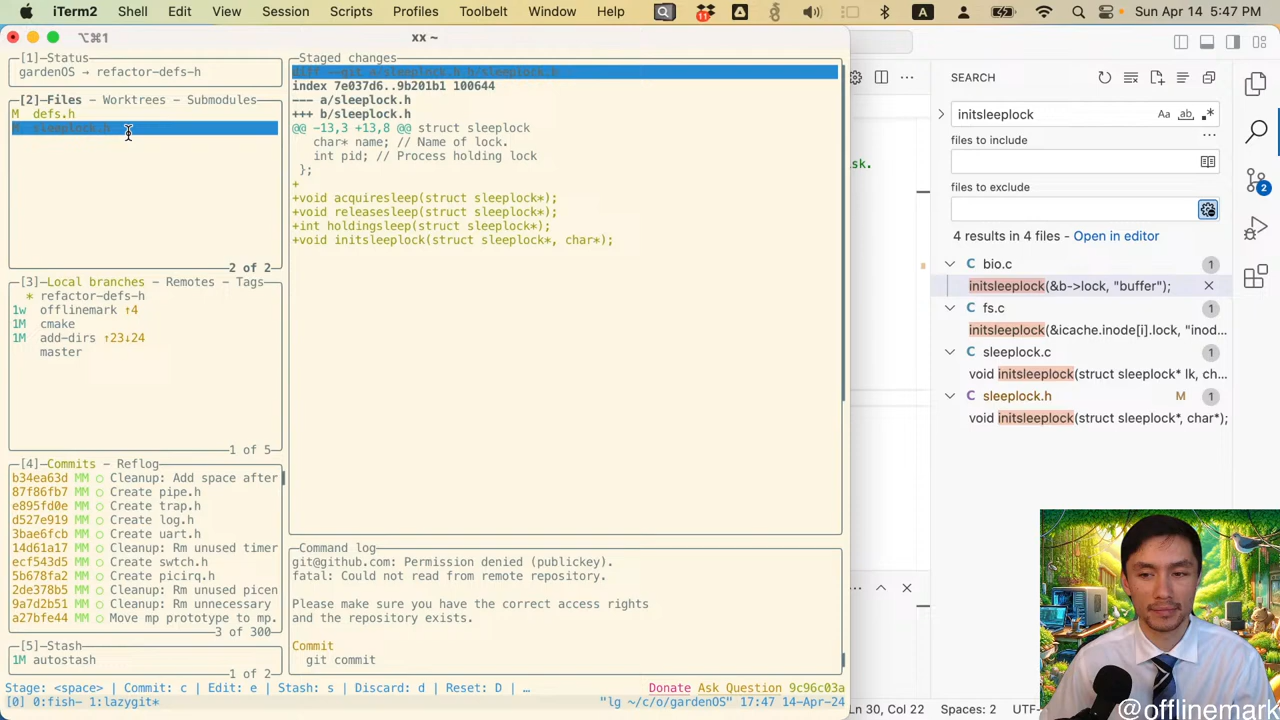 iTerm2 Shell Edit View Session Scripts Profiles Toolbelt Window Help A Sun Apr 14 5:47 PM
⌥⌘1 xx ~
[1]—Status
gardenOS → refactor-defs-h
[2]—Files — Worktrees — Submodules
M defs.h
M sleeplock.h
2 of 2
[3]—Local branches — Remotes — Tags
* refactor-defs-h
1w offlinemark ↑4
1M cmake
1M add-dirs ↑23↓24
master
1 of 5
[4]—Commits — Reflog
b34ea63d MM ○ Cleanup: Add space after
87f86fb7 MM ○ Create pipe.h
e895fd0e MM ○ Create trap.h
d527e919 MM ○ Create log.h
3bae6fcb MM ○ Create uart.h
14d61a17 MM ○ Cleanup: Rm unused timer
ecf543d5 MM ○ Create swtch.h
5b678fa2 MM ○ Create picirq.h
2de378b5 MM ○ Cleanup: Rm unused picen
9a7d2b51 MM ○ Cleanup: Rm unnecessary
a27bfe44 MM ○ Move mp prototype to mp.
3 of 300
[5]—Stash
1M autostash
1 of 2
Staged changes
diff --git a/sleeplock.h b/sleeplock.h
index 7e037d6..9b201b1 100644
--- a/sleeplock.h
+++ b/sleeplock.h
@@ -13,3 +13,8 @@ struct sleeplock
char* name; // Name of lock.
int pid; // Process holding lock
};
+
+void acquiresleep(struct sleeplock*);
+void releasesleep(struct sleeplock*);
+int holdingsleep(struct sleeplock*);
+void initsleeplock(struct sleeplock*, char*);
Command log
git@github.com: Permission denied (publickey).
fatal: Could not read from remote repository.
Please make sure you have the correct access rights
and the repository exists.
Commit
git commit
Stage: <space> | Commit: c | Edit: e | Stash: s | Discard: d | Reset: D | … Donate Ask Question 9c96c03a
[0] 0:fish- 1:lazygit* "lg ~/c/o/gardenOS" 17:47 14-Apr-24
sk.
SEARCH
initsleeplock Aa ab .*
files to include
files to exclude
4 results in 4 files - Open in editor
bio.c 1
initsleeplock(&b->lock, "buffer");
fs.c 1
initsleeplock(&icache.inode[i].lock, "inod...
sleeplock.c 1
void initsleeplock(struct sleeplock* lk, ch...
sleeplock.h M 1
void initsleeplock(struct sleeplock*, char*);
2
Ln 30, Col 22 Spaces: 2 UTF-
@offlinemark